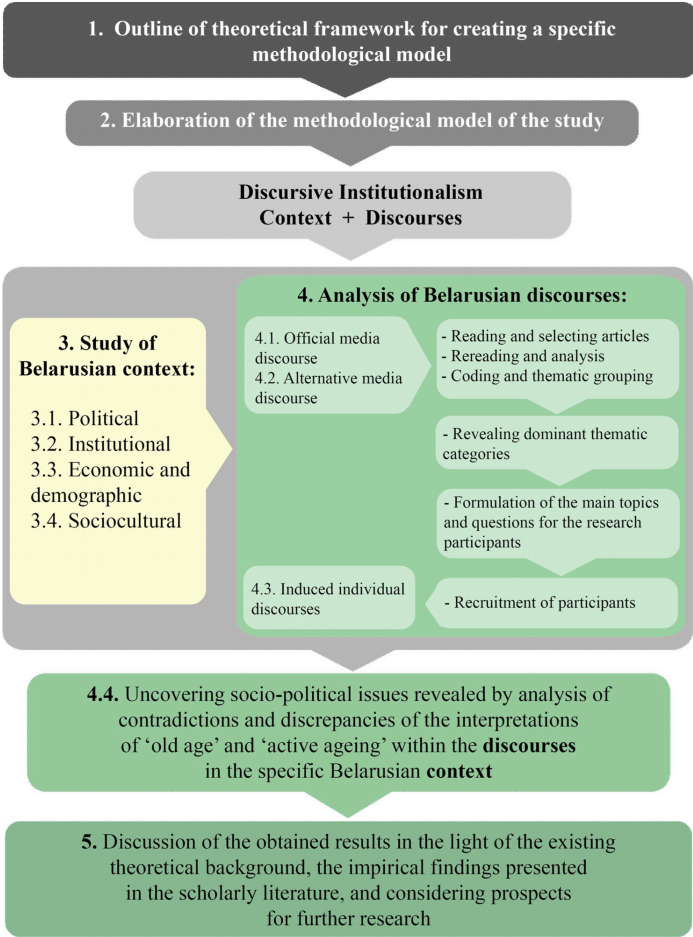 1.  Outline of theoretical framework for creating a specific
methodological model
2. Elaboration of the methodological model of the study
Discursive Institutionalism
Context + Discourses
3. Study of
Belarusian context:
3.1. Political
3.2. Institutional
3.3. Economic and
demographic
3.4. Sociocultural
4. Analysis of Belarusian discourses:
4.1. Official media
discourse
4.2. Alternative media
discourse
- Reading and selecting articles
- Rereading and analysis
- Coding and thematic grouping
- Revealing dominant thematic
categories
- Formulation of the main topics
and questions for the research
participants
- Recruitment of participants
4.3. Induced individual
discourses
4.4. Uncovering socio-political issues revealed by analysis of
contradictions and discrepancies of the interpretations
of ‘old age’ and ‘active ageing’ within the discourses
in the specific Belarusian context
5. Discussion of the obtained results in the light of the existing
theoretical background, the impirical findings presented
in the scholarly literature, and considering prospects
for further research